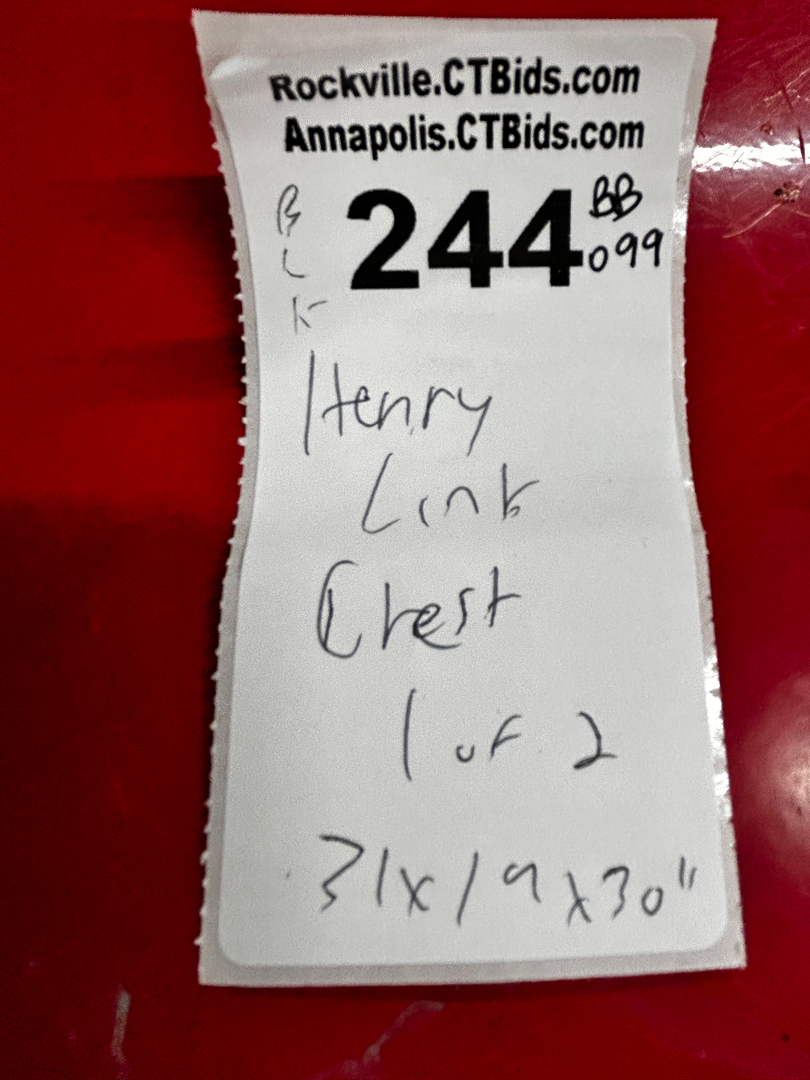 Rockville.CTBids.com
Annapolis.CTBids.com
BLK
244 BB
099
Henry
Link
Chest
1 of 2
31x19x30"